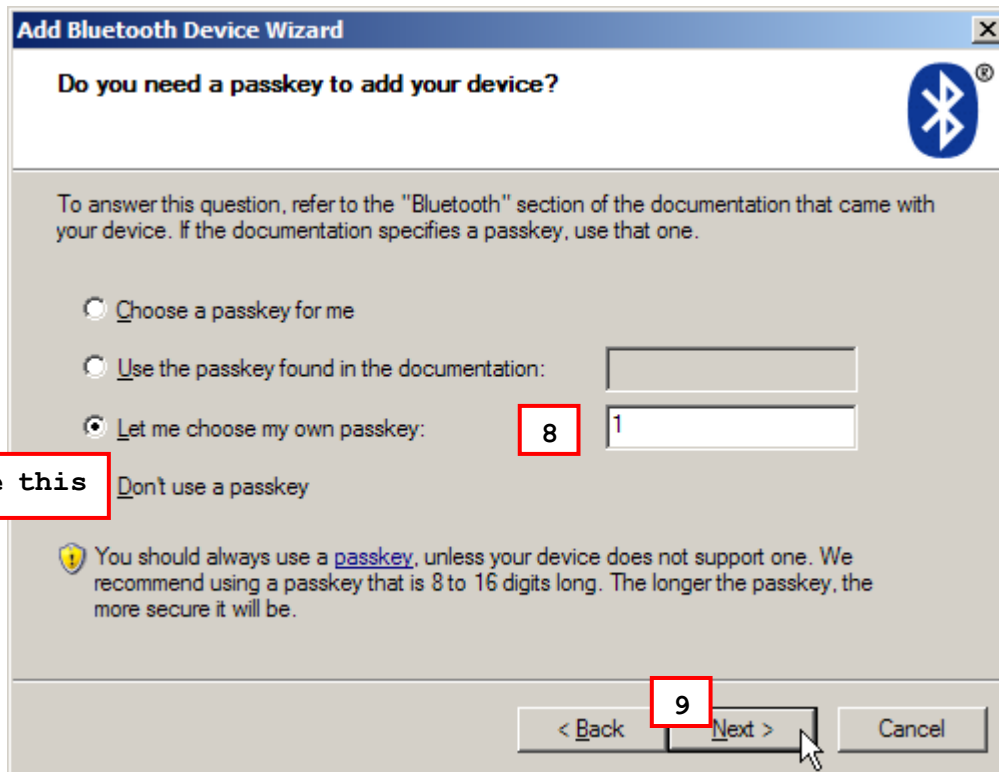 Add Bluetooth Device Wizard
Do you need a passkey to add your device?
®
To answer this question, refer to the "Bluetooth" section of the documentation that came with
your device. If the documentation specifies a passkey, use that one.
Choose a passkey for me
Use the passkey found in the documentation:
Let me choose my own passkey:
8
1
this
Don't use a passkey
You should always use a passkey, unless your device does not support one. We
recommend using a passkey that is 8 to 16 digits long. The longer the passkey, the
more secure it will be.
9
< Back
Next >
Cancel